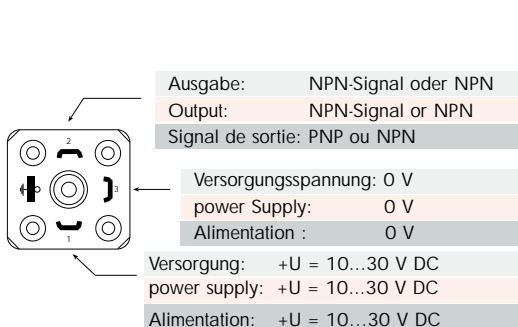 Ausgabe: NPN-Signal oder NPN
Output: NPN-Signal or NPN
Signal de sortie: PNP ou NPN
2
3
1
Versorgungsspannung: 0 V
power Supply: 0 V
Alimentation : 0 V
Versorgung: +U = 10...30 V DC
power supply: +U = 10...30 V DC
Alimentation: +U = 10...30 V DC